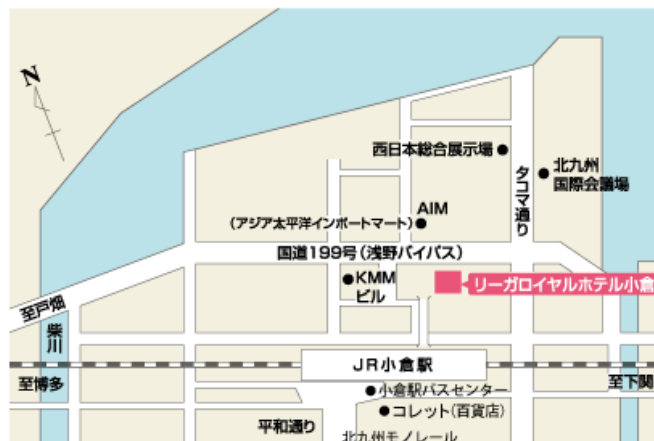 N
西日本総合展示場
北九州
国際会議場
タコマ通り
AIM
(アジア太平洋インポートマート)
国道199号(浅野バイパス)
KMM
ビル
リーガロイヤルホテル小倉
至戸畑
柴川
JR小倉駅
至博多
至下関
小倉駅バスセンター
コレット(百貨店)
平和通り
北九州モノレール